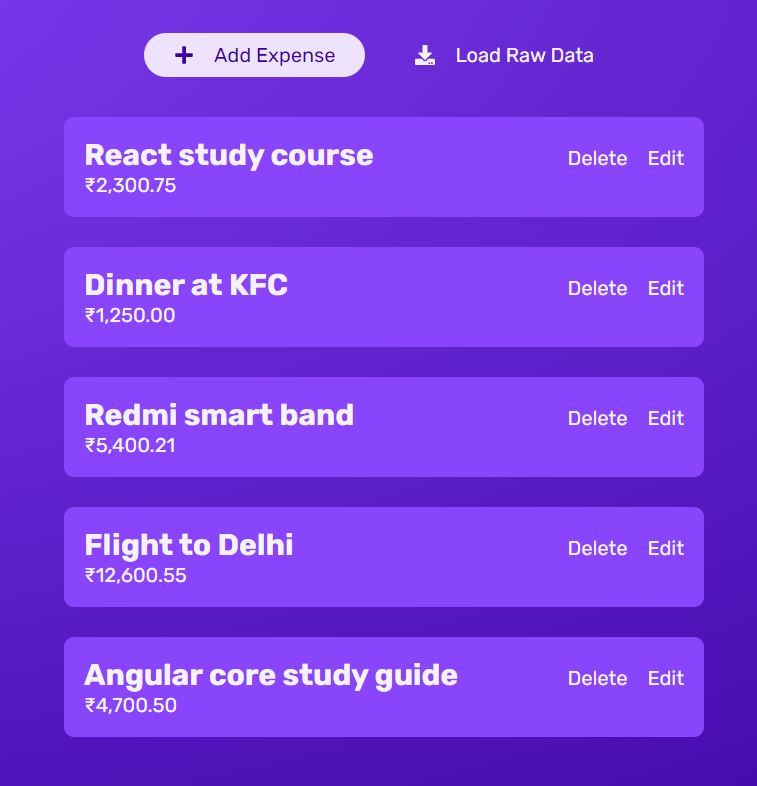 Add Expense
Load Raw Data
React study course
Delete Edit
₹2,300.75
Dinner at KFC
Delete Edit
₹1,250.00
Redmi smart band
Delete Edit
₹5,400.21
Flight to Delhi
Delete Edit
₹12,600.55
Angular core study guide
Delete Edit
₹4,700.50